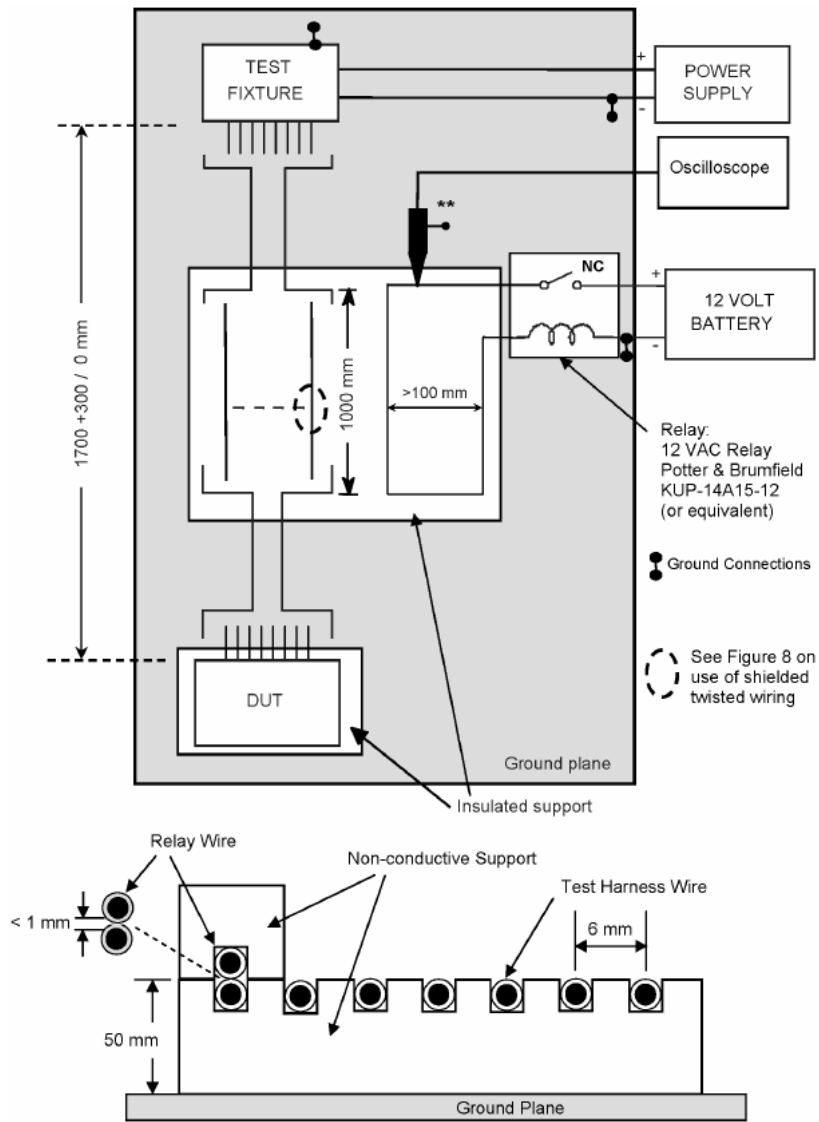 TEST
FIXTURE
+
-
POWER
SUPPLY
Oscilloscope
**
NC
+
-
12 VOLT
BATTERY
1700 +300 / 0 mm
1000 mm
>100 mm
Relay:
12 VAC Relay
Potter & Brumfield
KUP-14A15-12
(or equivalent)
Ground Connections
See Figure 8 on
use of shielded
twisted wiring
DUT
Ground plane
Insulated support
Relay Wire
Non-conductive Support
Test Harness Wire
< 1 mm
6 mm
50 mm
Ground Plane